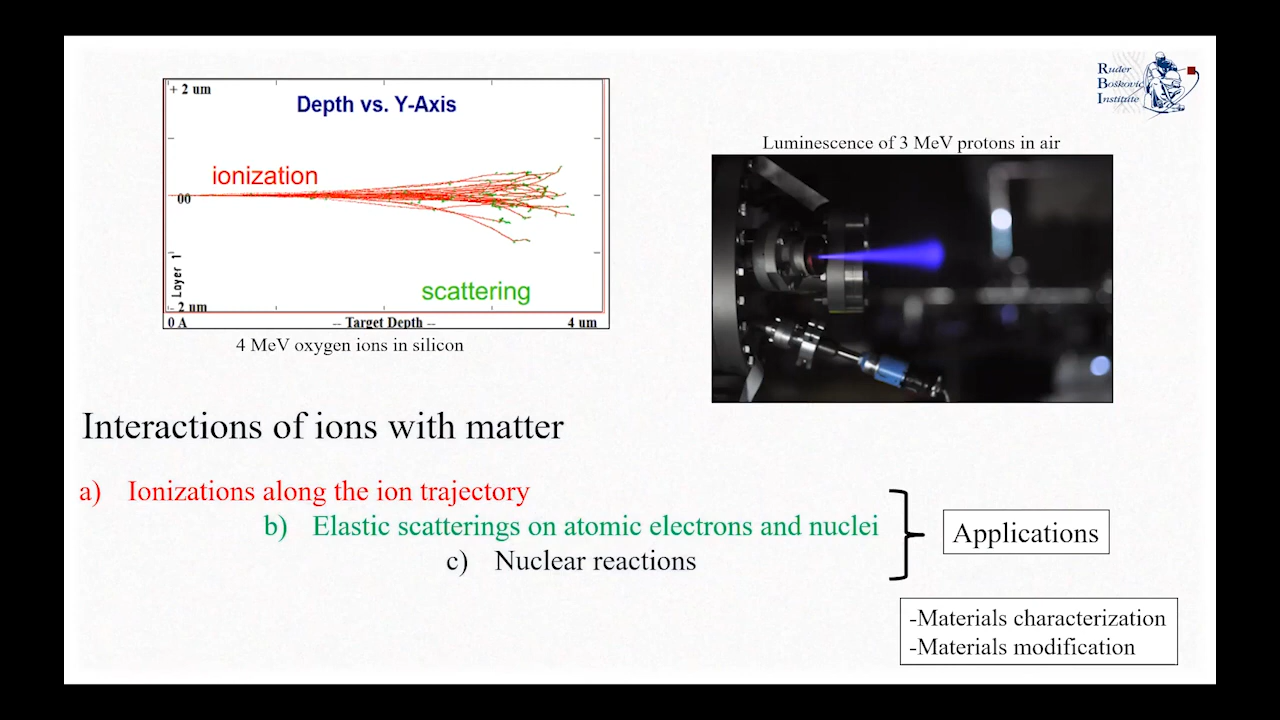 + 2 um
Depth vs. Y-Axis
ionization
00
Layer 1
scattering
- 2 um
0 A
-- Target Depth --
4 um
4 MeV oxygen ions in silicon
Ruđer
Bošković
Institute
Luminescence of 3 MeV protons in air
Interactions of ions with matter
a) Ionizations along the ion trajectory
b) Elastic scatterings on atomic electrons and nuclei
c) Nuclear reactions
Applications
-Materials characterization
-Materials modification